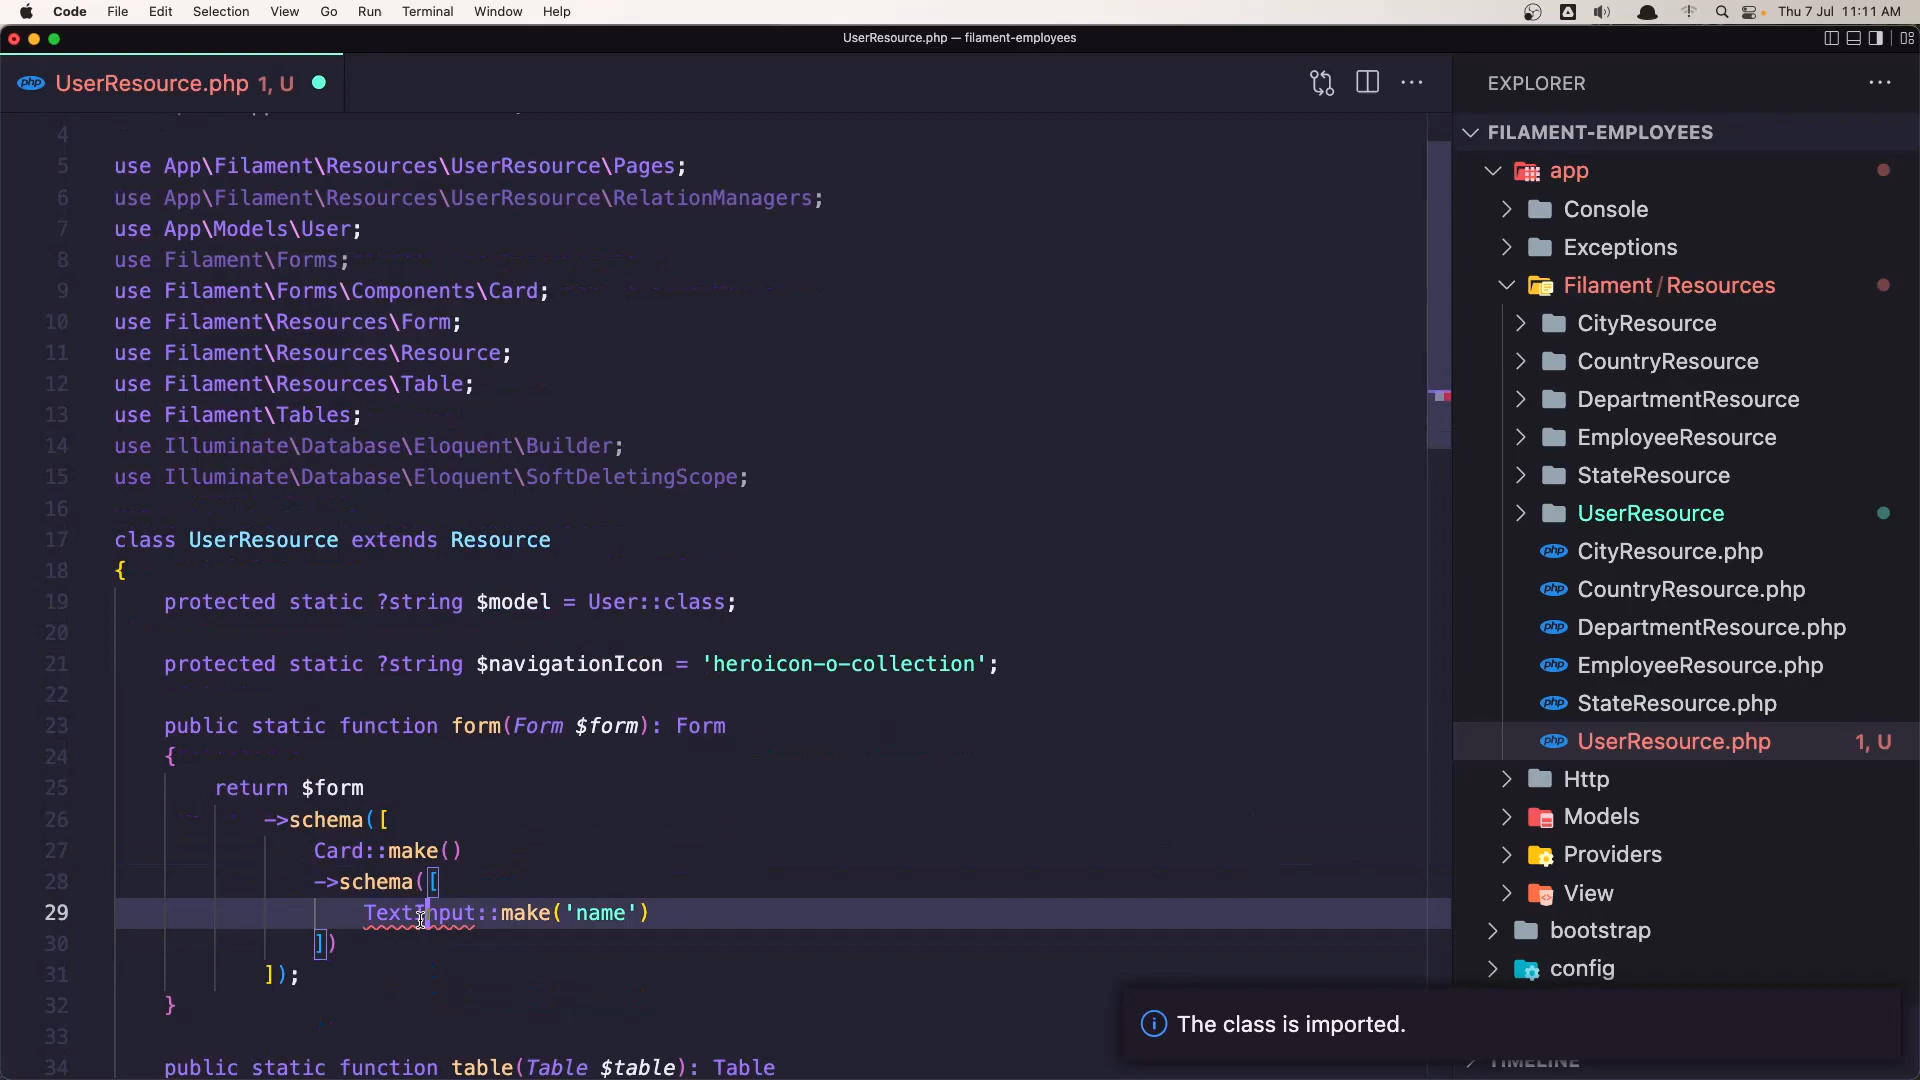 Code File Edit Selection View Go Run Terminal Window Help Thu 7 Jul 11:11 AM
UserResource.php — filament-employees
UserResource.php 1, U
4
5 use App\Filament\Resources\UserResource\Pages;
6 use App\Filament\Resources\UserResource\RelationManagers;
7 use App\Models\User;
8 use Filament\Forms;
9 use Filament\Forms\Components\Card;
10 use Filament\Resources\Form;
11 use Filament\Resources\Resource;
12 use Filament\Resources\Table;
13 use Filament\Tables;
14 use Illuminate\Database\Eloquent\Builder;
15 use Illuminate\Database\Eloquent\SoftDeletingScope;
16
17 class UserResource extends Resource
18 {
19 protected static ?string $model = User::class;
20
21 protected static ?string $navigationIcon = 'heroicon-o-collection';
22
23 public static function form(Form $form): Form
24 {
25 return $form
26 ->schema([
27 Card::make()
28 ->schema([
29 TextInput::make('name')
30 ])
31 ]);
32 }
33
34 public static function table(Table $table): Table
EXPLORER
FILAMENT-EMPLOYEES
app
Console
Exceptions
Filament/Resources
CityResource
CountryResource
DepartmentResource
EmployeeResource
StateResource
UserResource
php CityResource.php
php CountryResource.php
php DepartmentResource.php
php EmployeeResource.php
php StateResource.php
php UserResource.php 1, U
Http
Models
Providers
View
bootstrap
config
The class is imported.
TIMELINE